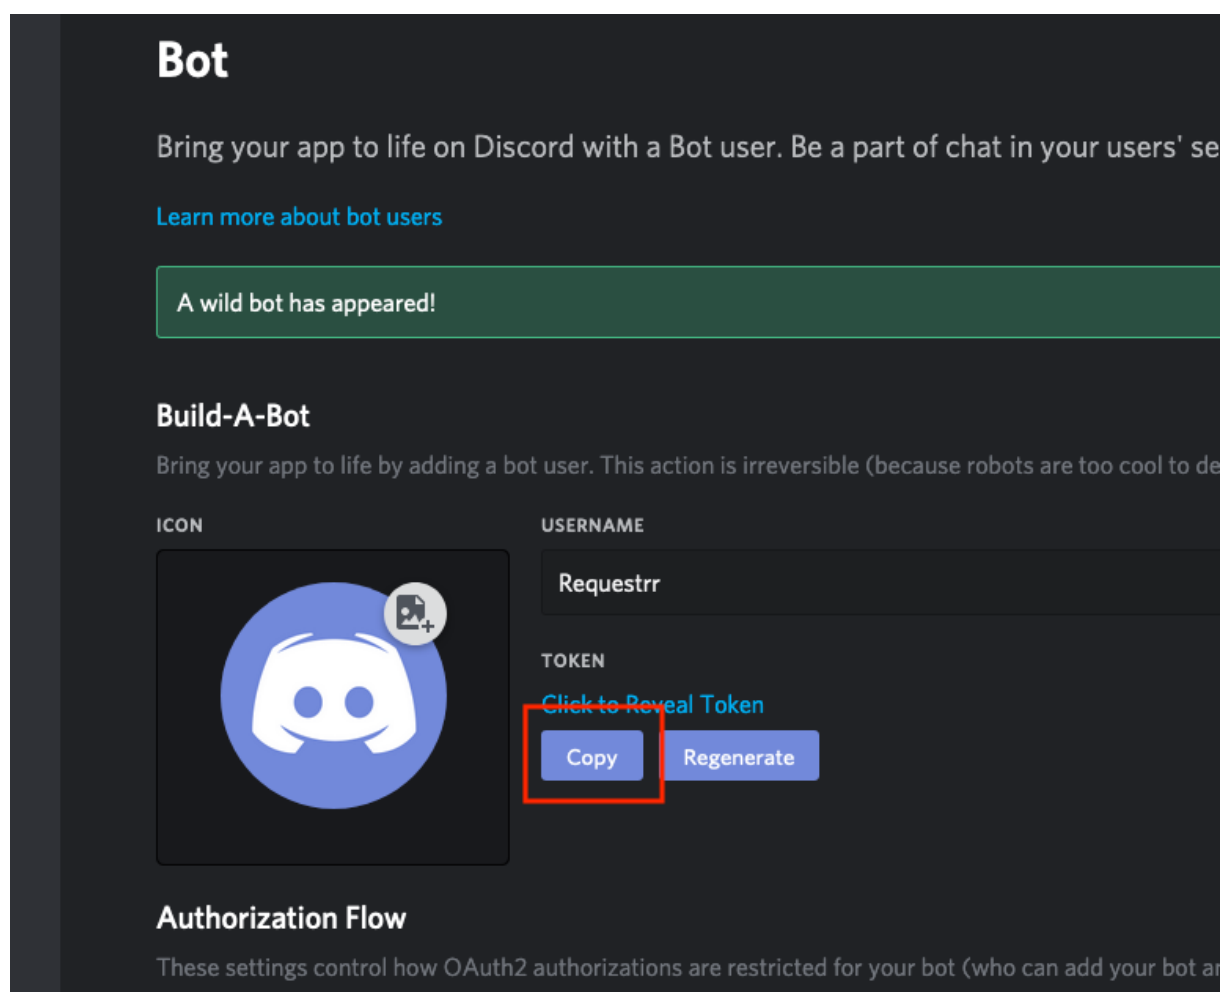 Bot
Bring your app to life on Discord with a Bot user. Be a part of chat in your users'
Learn more about bot users
A wild bot has appeared!
Build-A-Bot
Bring your app to life by adding a bot user. This action is irreversible (because robots are too cool to
ICON
USERNAME
Requestrr
TOKEN
Click to Reveal Token
Copy
Regenerate
Authorization Flow
These settings control how OAuth2 authorizations are restricted for your bot (who can add your bot